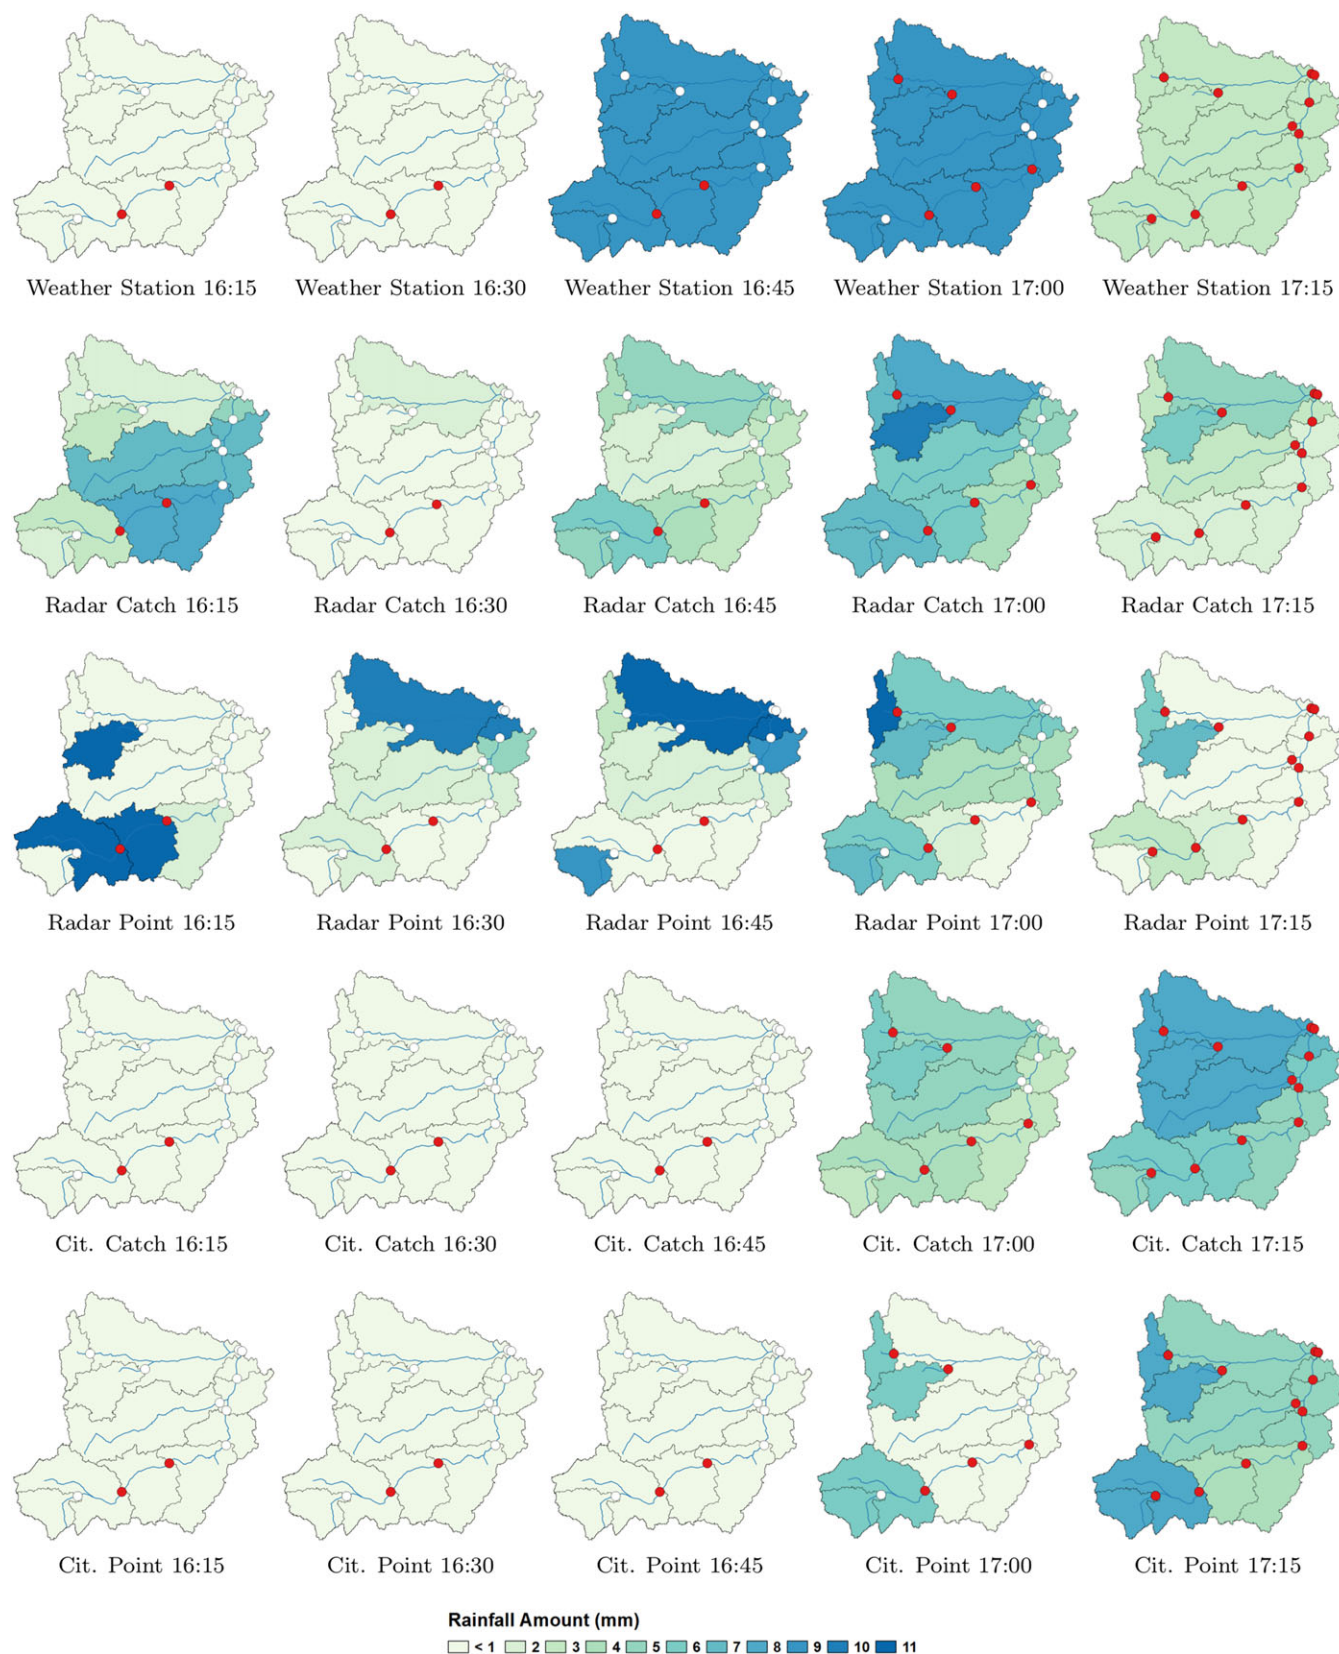 Weather Station 16:15 Weather Station 16:30 Weather Station 16:45 Weather Station 17:00 Weather Station 17:15
Radar Catch 16:15 Radar Catch 16:30 Radar Catch 16:45 Radar Catch 17:00 Radar Catch 17:15
Radar Point 16:15 Radar Point 16:30 Radar Point 16:45 Radar Point 17:00 Radar Point 17:15
Cit. Catch 16:15 Cit. Catch 16:30 Cit. Catch 16:45 Cit. Catch 17:00 Cit. Catch 17:15
Cit. Point 16:15 Cit. Point 16:30 Cit. Point 16:45 Cit. Point 17:00 Cit. Point 17:15
Rainfall Amount (mm)
< 1 2 3 4 5 6 7 8 9 10 11